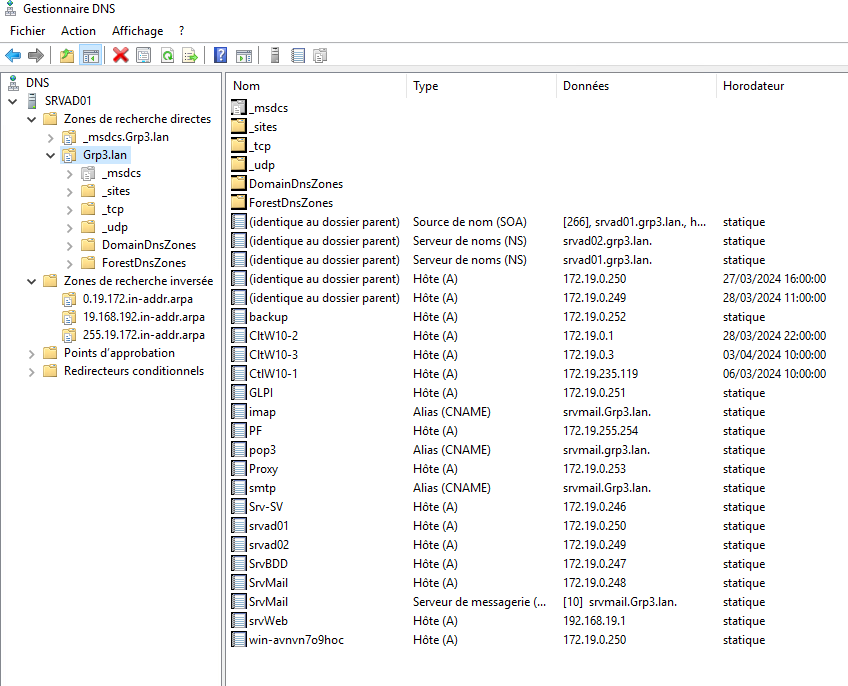 Gestionnaire DNS
Fichier Action Affichage ?
DNS
SRVAD01
Zones de recherche directes
_msdcs.Grp3.lan
Grp3.lan
_msdcs
_sites
_tcp
_udp
DomainDnsZones
ForestDnsZones
Zones de recherche inversée
0.19.172.in-addr.arpa
19.168.192.in-addr.arpa
255.19.172.in-addr.arpa
Points d'approbation
Redirecteurs conditionnels
Nom Type Données Horodateur
_msdcs
_sites
_tcp
_udp
DomainDnsZones
ForestDnsZones
(identique au dossier parent) Source de nom (SOA) [266], srvad01.grp3.lan., h... statique
(identique au dossier parent) Serveur de noms (NS) srvad02.grp3.lan. statique
(identique au dossier parent) Serveur de noms (NS) srvad01.grp3.lan. statique
(identique au dossier parent) Hôte (A) 172.19.0.250 27/03/2024 16:00:00
(identique au dossier parent) Hôte (A) 172.19.0.249 28/03/2024 11:00:00
backup Hôte (A) 172.19.0.252 statique
CltW10-2 Hôte (A) 172.19.0.1 28/03/2024 22:00:00
CltW10-3 Hôte (A) 172.19.0.3 03/04/2024 10:00:00
CtlW10-1 Hôte (A) 172.19.235.119 06/03/2024 10:00:00
GLPI Hôte (A) 172.19.0.251 statique
imap Alias (CNAME) srvmail.Grp3.lan. statique
PF Hôte (A) 172.19.255.254 statique
pop3 Alias (CNAME) srvmail.grp3.lan. statique
Proxy Hôte (A) 172.19.0.253 statique
smtp Alias (CNAME) srvmail.Grp3.lan. statique
Srv-SV Hôte (A) 172.19.0.246 statique
srvad01 Hôte (A) 172.19.0.250 statique
srvad02 Hôte (A) 172.19.0.249 statique
SrvBDD Hôte (A) 172.19.0.247 statique
SrvMail Hôte (A) 172.19.0.248 statique
SrvMail Serveur de messagerie (... [10] srvmail.Grp3.lan. statique
srvWeb Hôte (A) 192.168.19.1 statique
win-avnvn7o9hoc Hôte (A) 172.19.0.250 statique